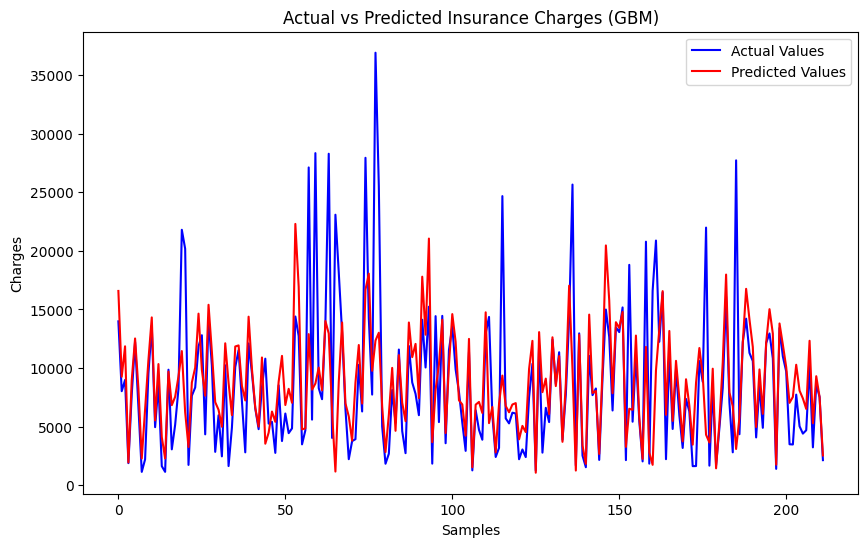 Actual vs Predicted Insurance Charges (GBM)
Actual Values
Predicted Values
35000
30000
25000
20000
15000
10000
5000
0
Charges
0 50 100 150 200
Samples